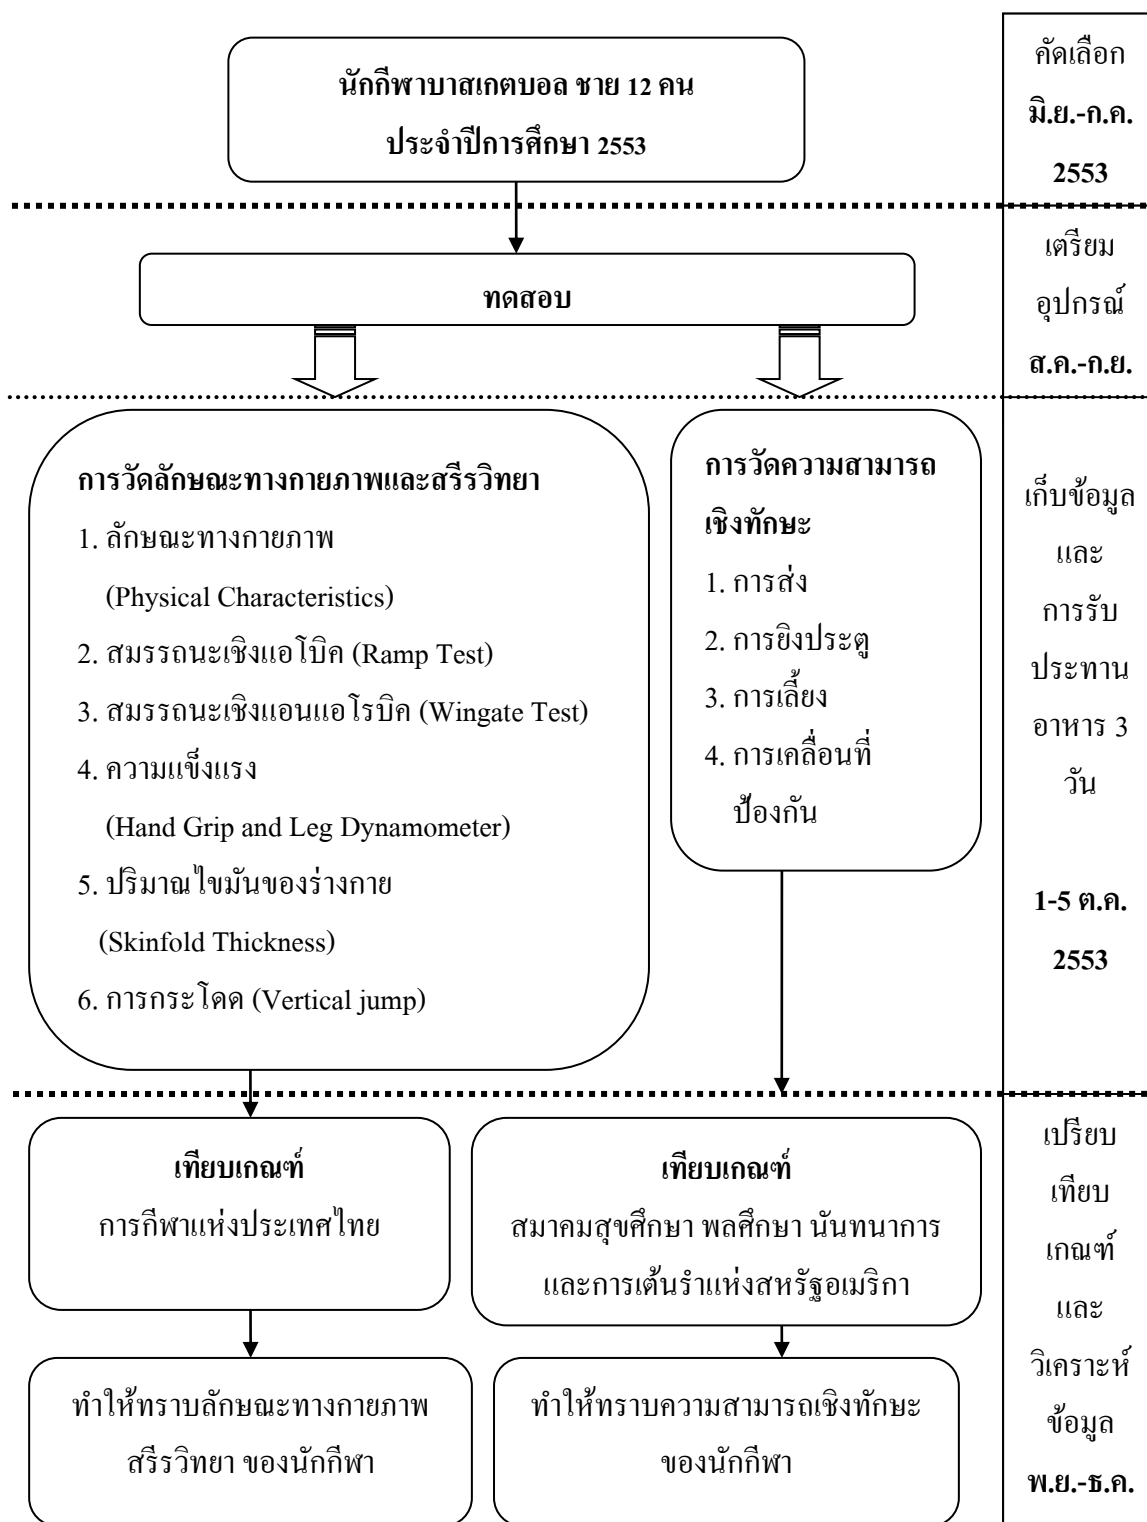 นักกีฬาบาสเกตบอล ชาย 12 คน
ประจำปีการศึกษา 2553
คัดเลือก
มิ.ย.-ก.ค.
2553
ทดสอบ
เตรียม
อุปกรณ์
ส.ค.-ก.ย.
การวัดลักษณะทางกายภาพและสรีรวิทยา
1. ลักษณะทางกายภาพ
(Physical Characteristics)
2. สมรรถนะเชิงแอโบิค (Ramp Test)
3. สมรรถนะเชิงแอนแอโรบิค (Wingate Test)
4. ความแข็งแรง
(Hand Grip and Leg Dynamometer)
5. ปริมาณไขมันของร่างกาย
(Skinfold Thickness)
6. การกระโดด (Vertical jump)
การวัดความสามารถ
เชิงทักษะ
1. การส่ง
2. การยิงประตู
3. การเลี้ยง
4. การเคลื่อนที่
ป้องกัน
เก็บข้อมูล
และ
การรับ
ประทาน
อาหาร 3
วัน
1-5 ต.ค.
2553
เทียบเกณฑ์
การกีฬาแห่งประเทศไทย
เทียบเกณฑ์
สมาคมสุขศึกษา พลศึกษา นันทนาการ
และการเต้นรำแห่งสหรัฐอเมริกา
ทำให้ทราบลักษณะทางกายภาพ
สรีรวิทยา ของนักกีฬา
ทำให้ทราบความสามารถเชิงทักษะ
ของนักกีฬา
เปรียบ
เทียบ
เกณฑ์
และ
วิเคราะห์
ข้อมูล
พ.ย.-ธ.ค.